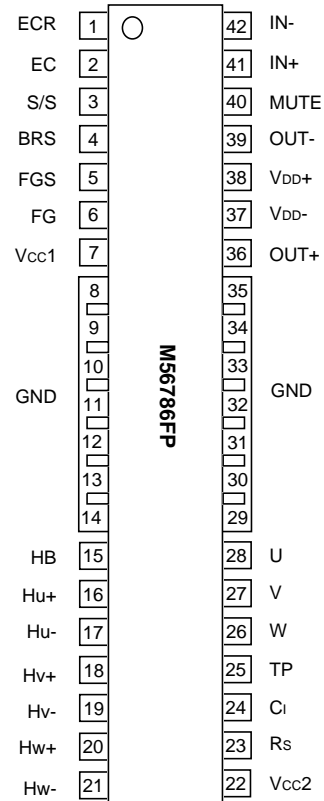 ECR 1 42 IN-
EC 2 41 IN+
S/S 3 40 MUTE
BRS 4 39 OUT-
FGS 5 38 VDD+
FG 6 37 VDD-
Vcc1 7 36 OUT+
8 35
9 34
10 33
GND 11 32 GND
12 31
13 30
14 29
M56786FP
HB 15 28 U
Hu+ 16 27 V
Hu- 17 26 W
Hv+ 18 25 TP
Hv- 19 24 CI
Hw+ 20 23 RS
Hw- 21 22 Vcc2